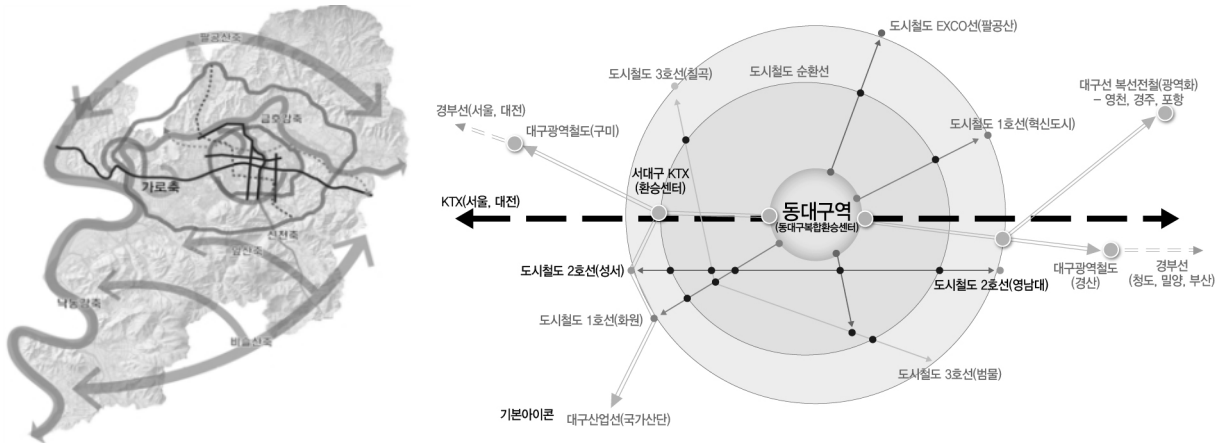 팔공산축
금호강축
가로축
신천축
앞산축
낙동강축
비슬산축
도시철도 EXCO선(팔공산)
도시철도 3호선(칠곡)
도시철도 순환선
대구선 복선전철(광역화)
– 영천, 경주, 포항
경부선(서울, 대전)
대구광역철도(구미)
도시철도 1호선(혁신도시)
서대구 KTX
(환승센터)
KTX(서울, 대전)
동대구역
(동대구복합환승센터)
도시철도 2호선(성서)
도시철도 2호선(영남대)
대구광역철도
(경산)
경부선
(청도, 밀양, 부산)
도시철도 1호선(화원)
도시철도 3호선(범물)
기본아이콘
대구산업선(국가산단)